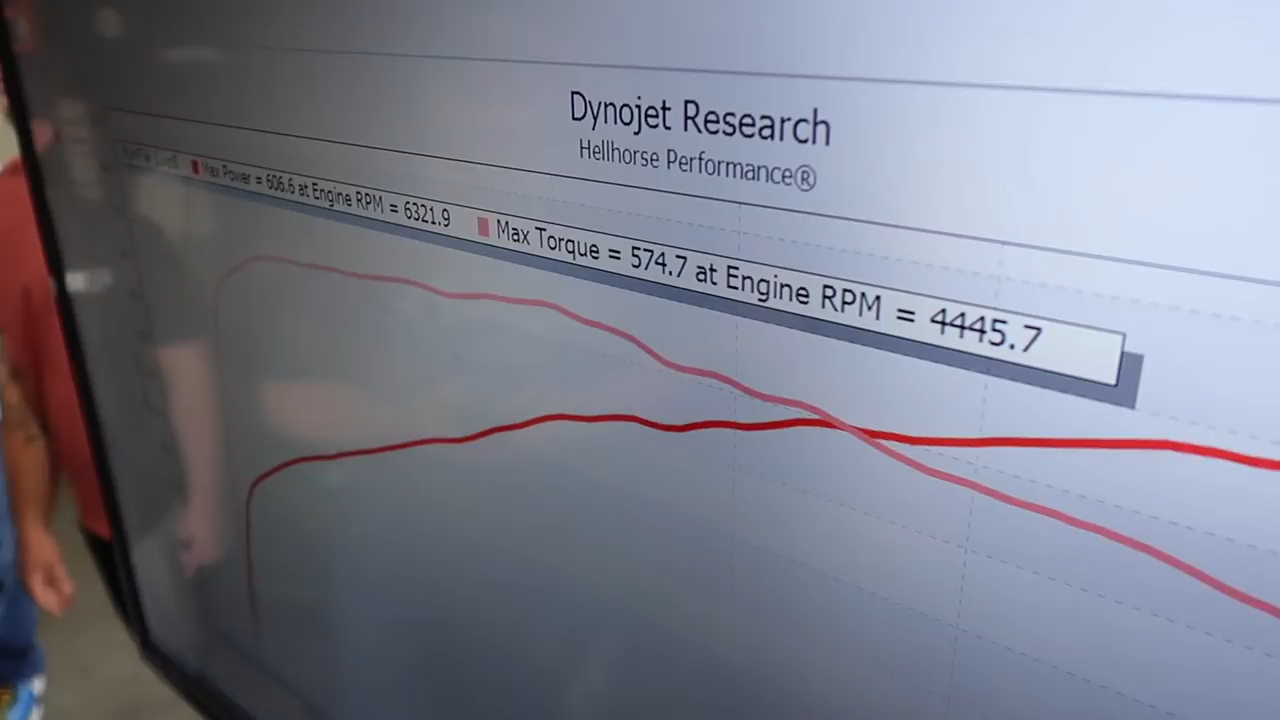 Dynojet Research
Hellhorse Performance®
Max Power = 606.6 at Engine RPM = 6321.9 Max Torque = 574.7 at Engine RPM = 4445.7